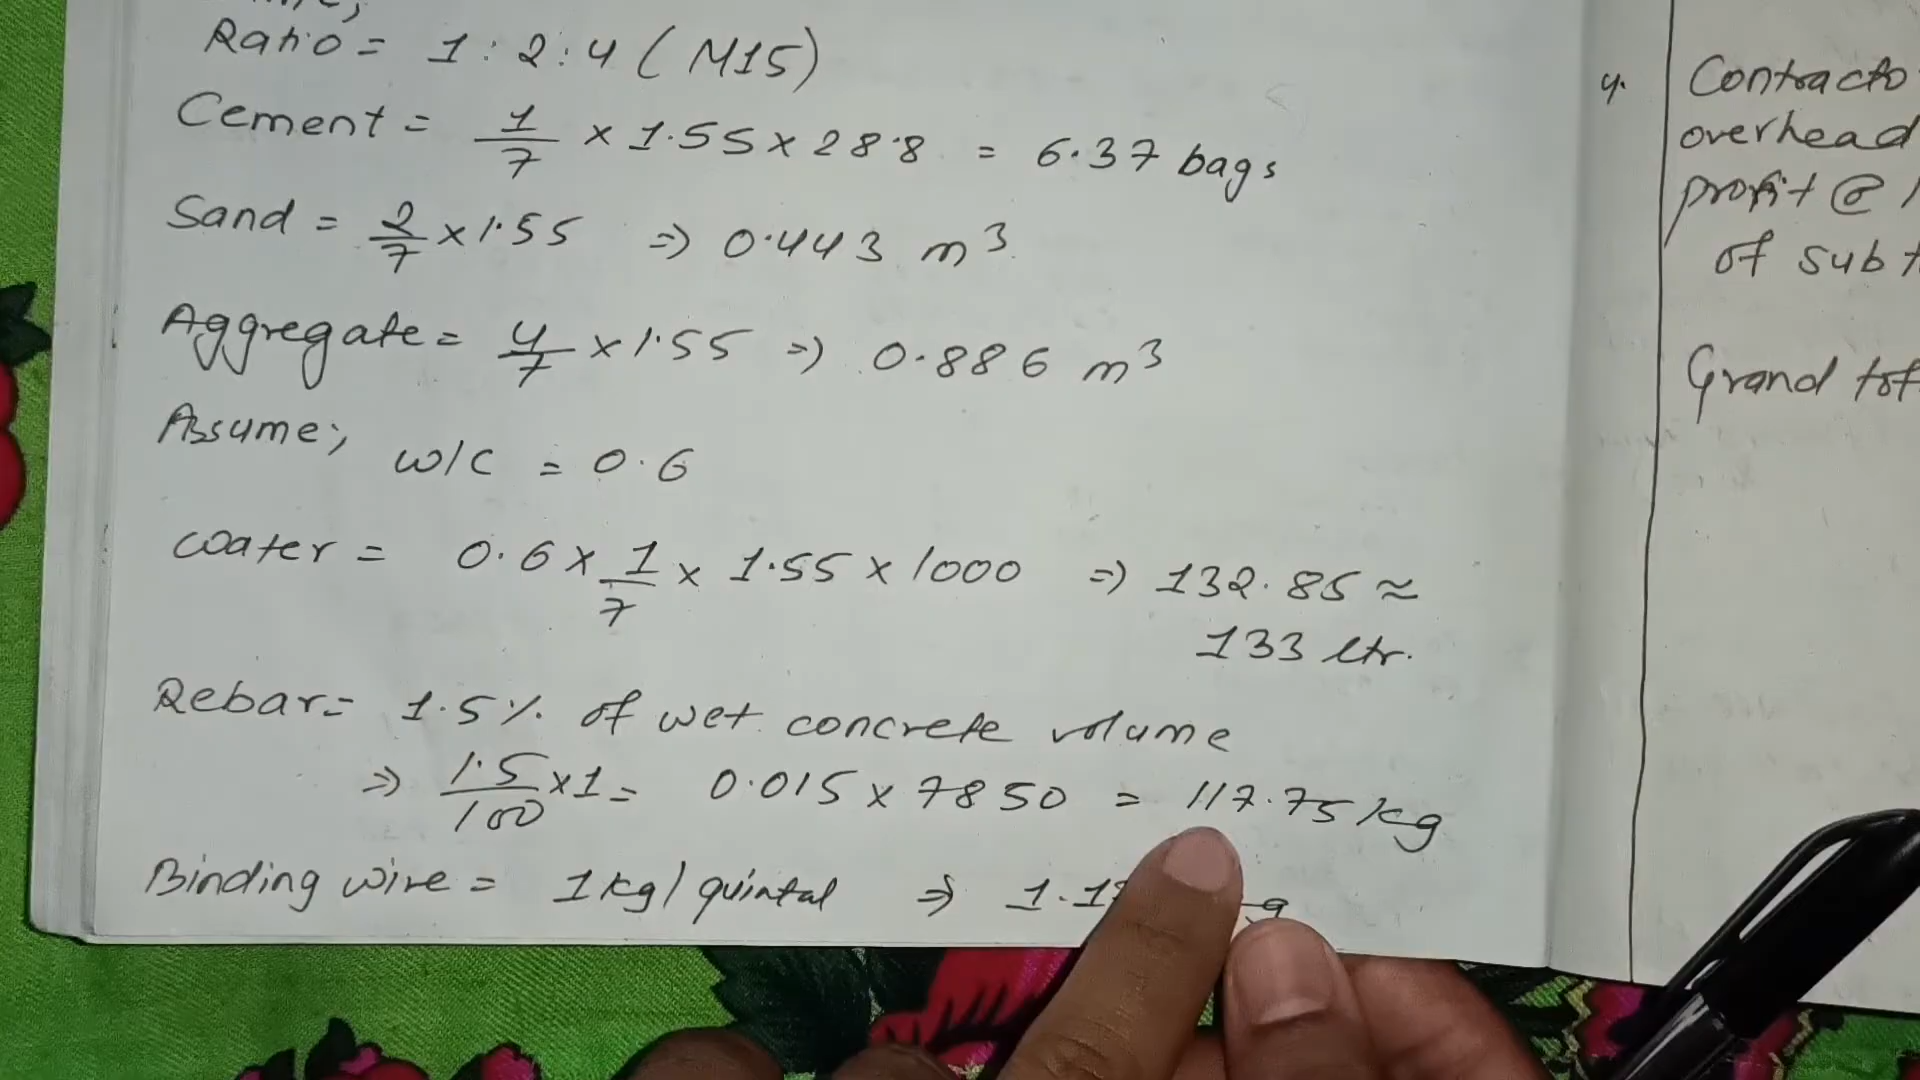 Ratio = 1:2:4 (M15)
Cement = 1/7 × 1.55 × 28.8 = 6.37 bags
Sand = 2/7 × 1.55 ⇒ 0.443 m³
Aggregate = 4/7 × 1.55 ⇒ 0.886 m³
Assume; w/c = 0.6
water = 0.6 × 1/7 × 1.55 × 1000 ⇒ 132.85 ≈
133 ltr.
Rebar = 1.5% of wet concrete volume
⇒ 1.5/100 × 1 = 0.015 × 7850 = 117.75 kg
Binding wire = 1 kg/quintal ⇒
4. Contracto
overhead
profit @
of sub
Grand